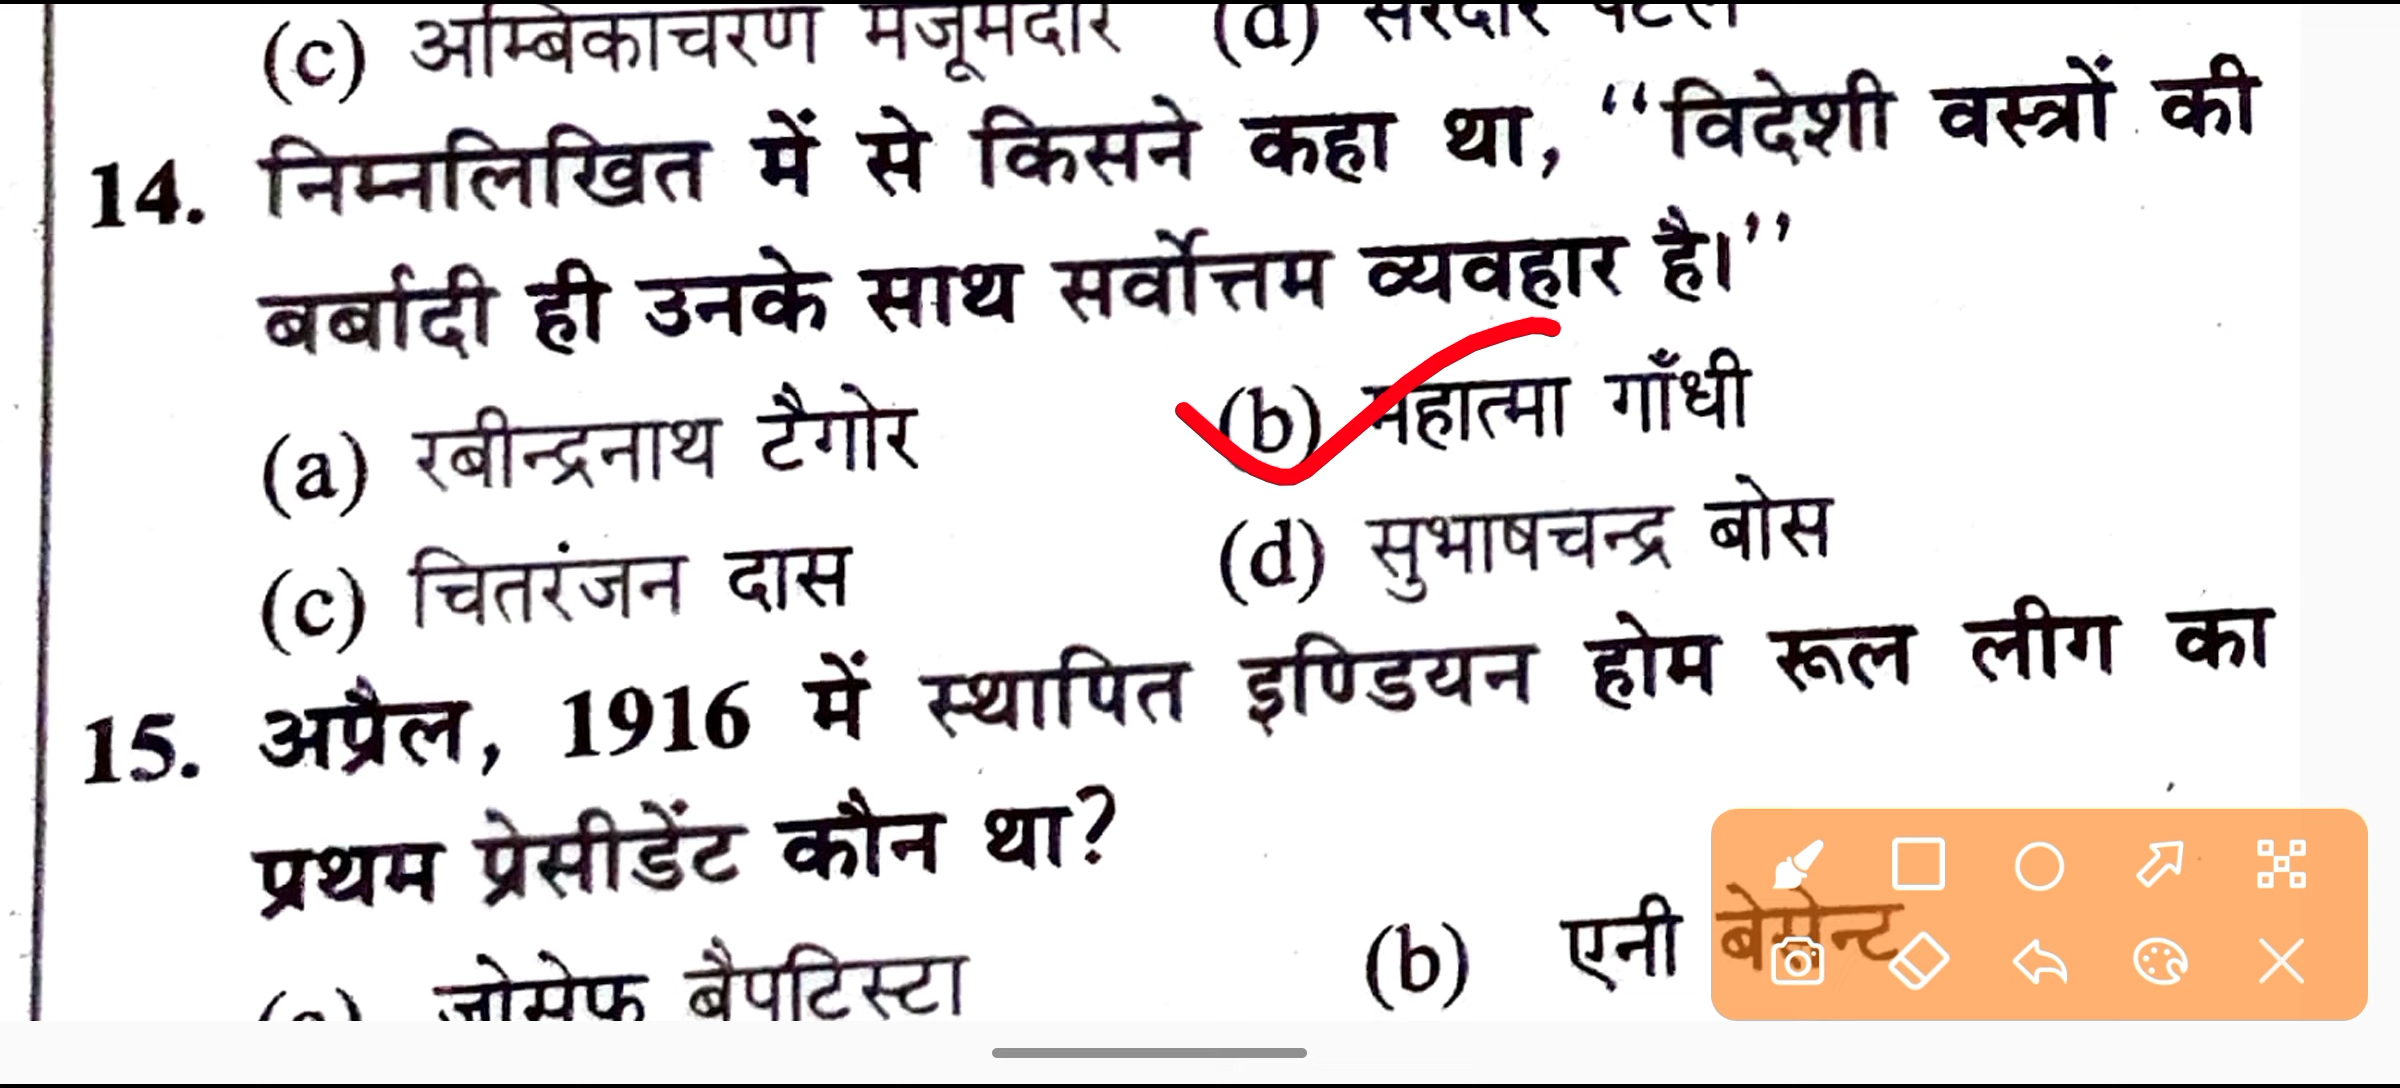 (c) अम्बिकाचरण मजूमदार (d) सरदार पटेल
14. निम्नलिखित में से किसने कहा था, ‘‘विदेशी वस्त्रों की
बर्बादी ही उनके साथ सर्वोत्तम व्यवहार है।’’
(a) रबीन्द्रनाथ टैगोर (b) महात्मा गाँधी
(c) चितरंजन दास (d) सुभाषचन्द्र बोस
15. अप्रैल, 1916 में स्थापित इण्डियन होम रूल लीग का
प्रथम प्रेसीडेंट कौन था?
(a) जोसेफ बैपटिस्टा (b) एनी बेसेन्ट